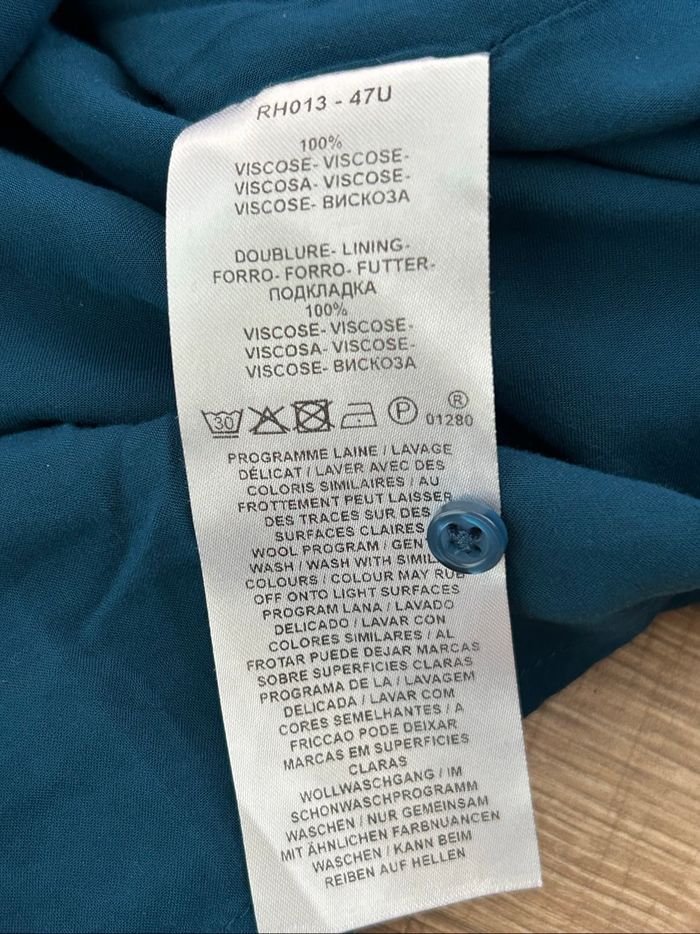 RH013 - 47U
100%
VISCOSE- VISCOSE-
VISCOSA- VISCOSE-
VISCOSE- ВИСКОЗА
DOUBLURE- LINING-
FORRO- FORRO- FUTTER-
ПОДКЛАДКА
100%
VISCOSE- VISCOSE-
VISCOSA- VISCOSE-
VISCOSE- ВИСКОЗА
30 P ® 01280
PROGRAMME LAINE / LAVAGE
DÉLICAT / LAVER AVEC DES
COLORIS SIMILAIRES / AU
FROTTEMENT PEUT LAISSER
DES TRACES SUR DES
SURFACES CLAIRES
WOOL PROGRAM /
WASH / WASH WITH
COLOURS / COLOUR MAY RUB
OFF ONTO LIGHT SURFACES
PROGRAM LANA / LAVADO
DELICADO / LAVAR CON
COLORES SIMILARES / AL
FROTAR PUEDE DEJAR MARCAS
SOBRE SUPERFICIES CLARAS
PROGRAMA DE LA / LAVAGEM
DELICADA / LAVAR COM
CORES SEMELHANTES / A
FRICCAO PODE DEIXAR
MARCAS EM SUPERFICIES
CLARAS
WOLLWASCHGANG / IM
SCHONWASCHPROGRAMM
WASCHEN / NUR GEMEINSAM
MIT ÄHNLICHEN FARBNUANCEN
WASCHEN / KANN BEIM
REIBEN AUF HELLEN